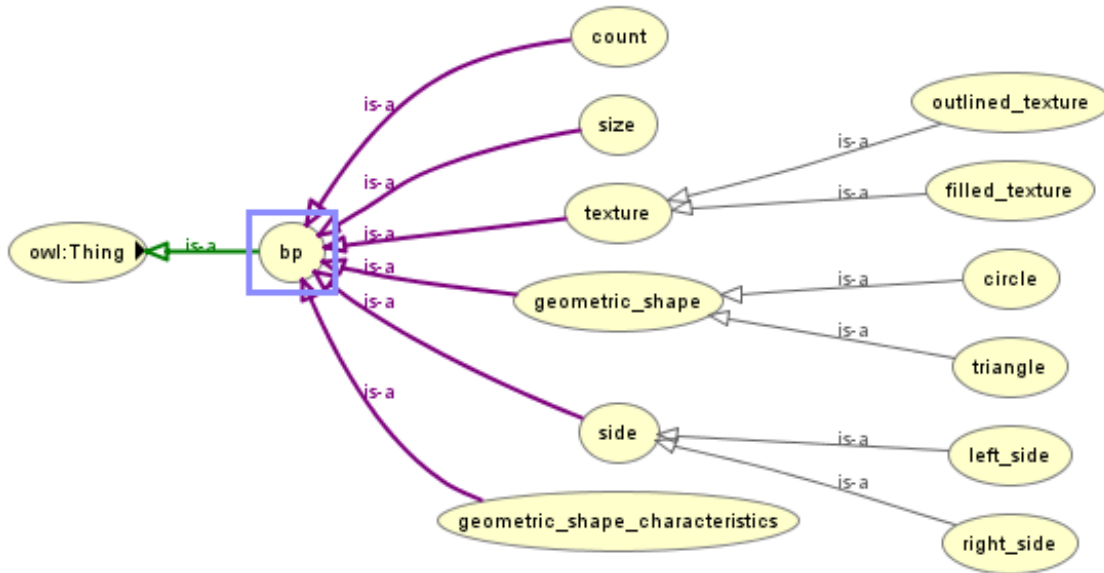 count
is-a
outlined_texture
size
is-a
is-a
texture
is-a
filled_texture
is-a
owl:Thing
is-a
bp
is-a
geometric_shape
is-a
circle
is-a
is-a
triangle
is-a
side
is-a
left_side
is-a
geometric_shape_characteristics
right_side